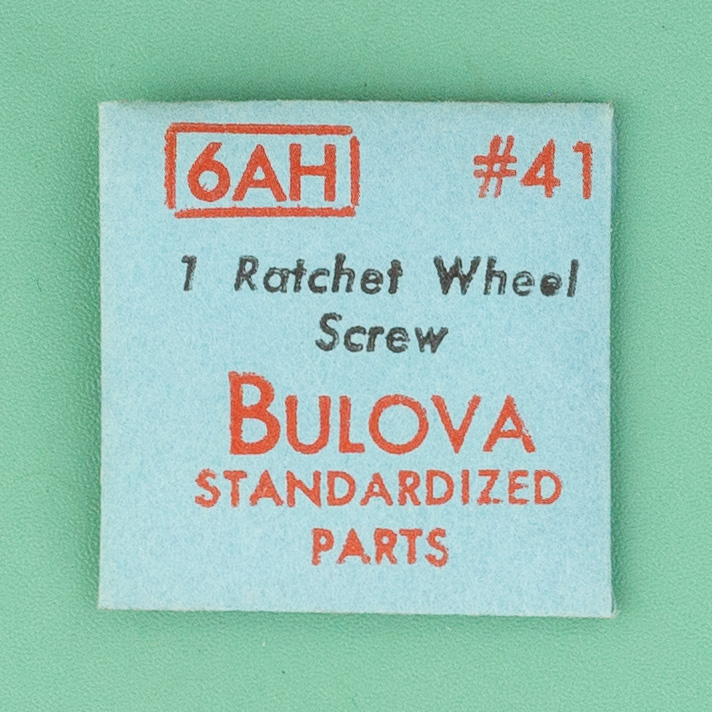 6AH #41
1 Ratchet Wheel
Screw
BULOVA
STANDARDIZED
PARTS